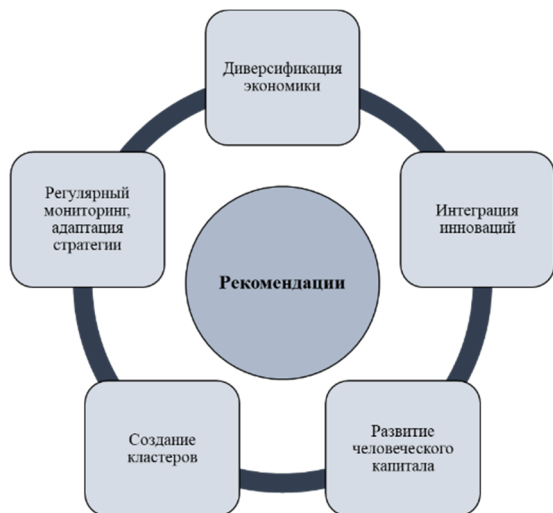 Диверсификация
экономики
Интеграция
инноваций
Развитие
человеческого
капитала
Создание
кластеров
Регулярный
мониторинг,
адаптация
стратегии
Рекомендации